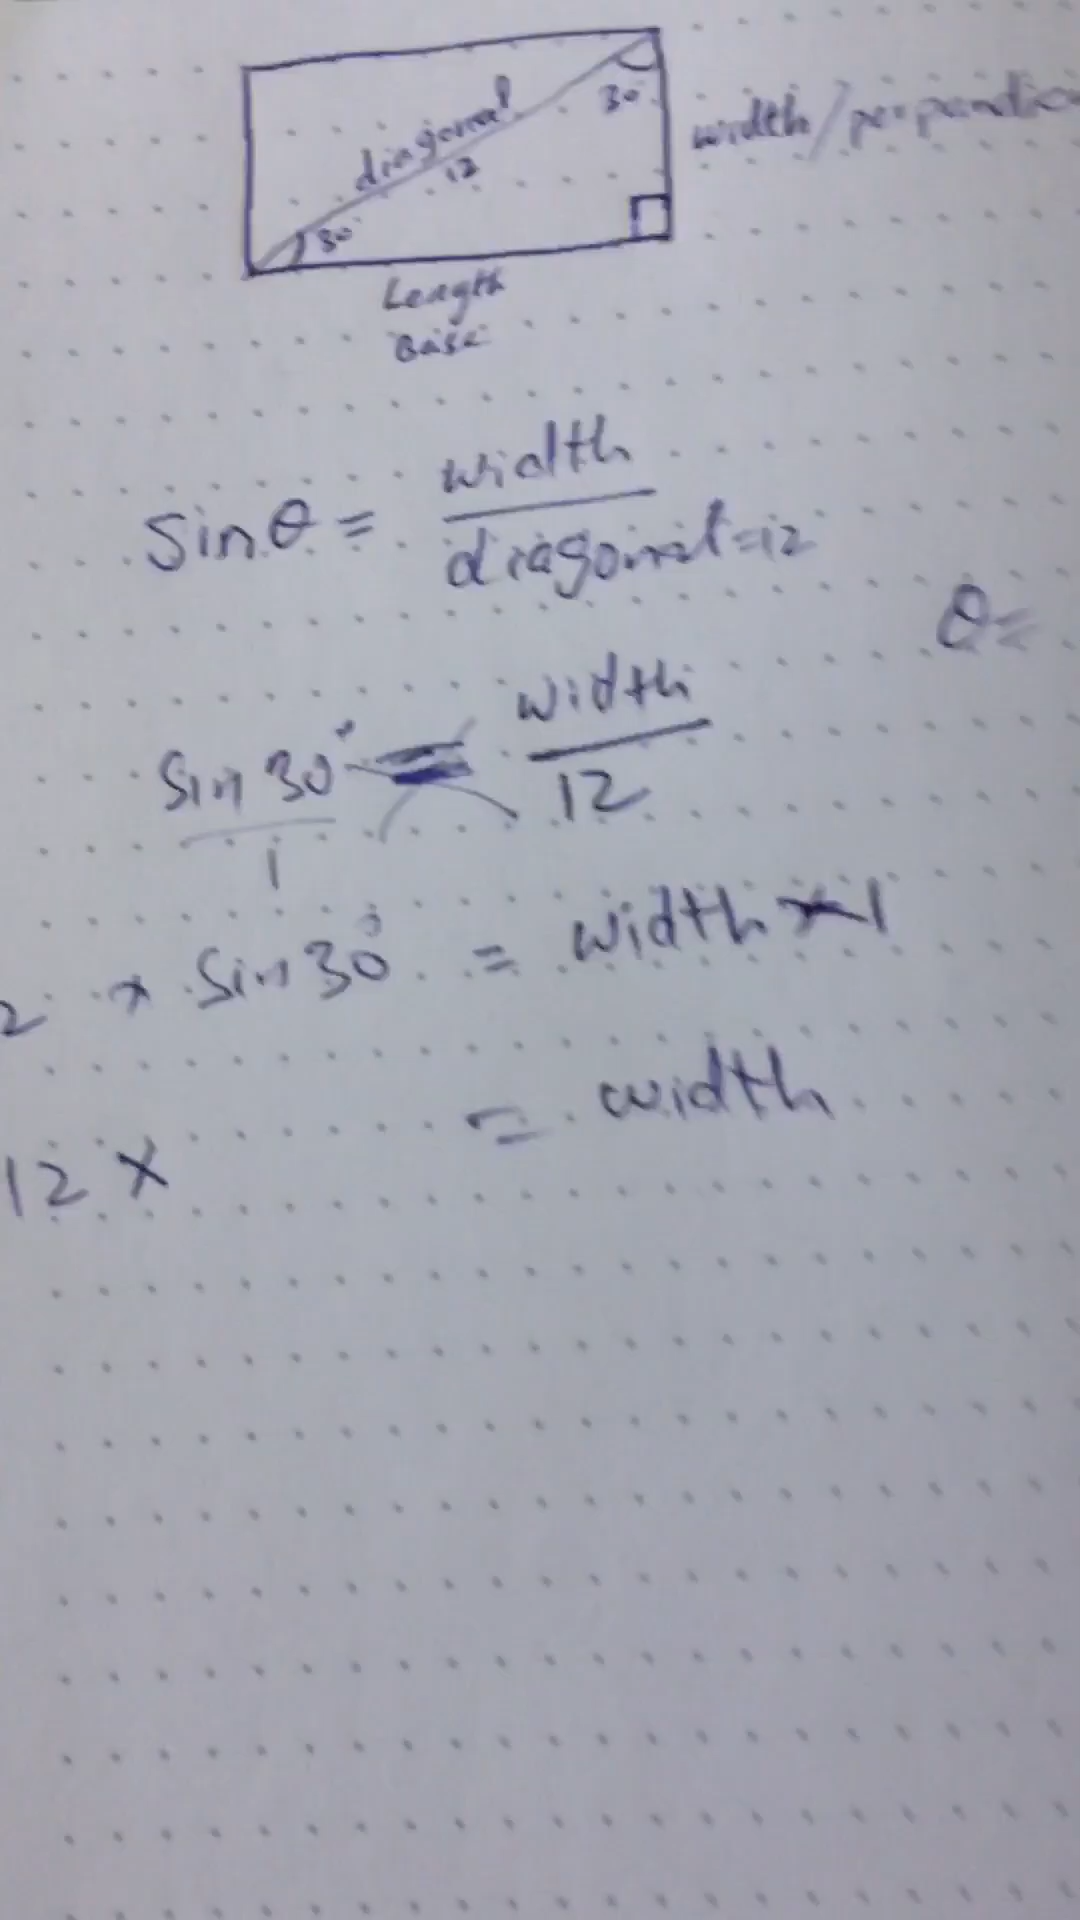 diagonal
12
30
30°
width/perpendic
Length
Base
sinθ = width
diagonal=12
θ=
sin 30° = width
1
12
2 × sin 30° = width × 1
12 × = width